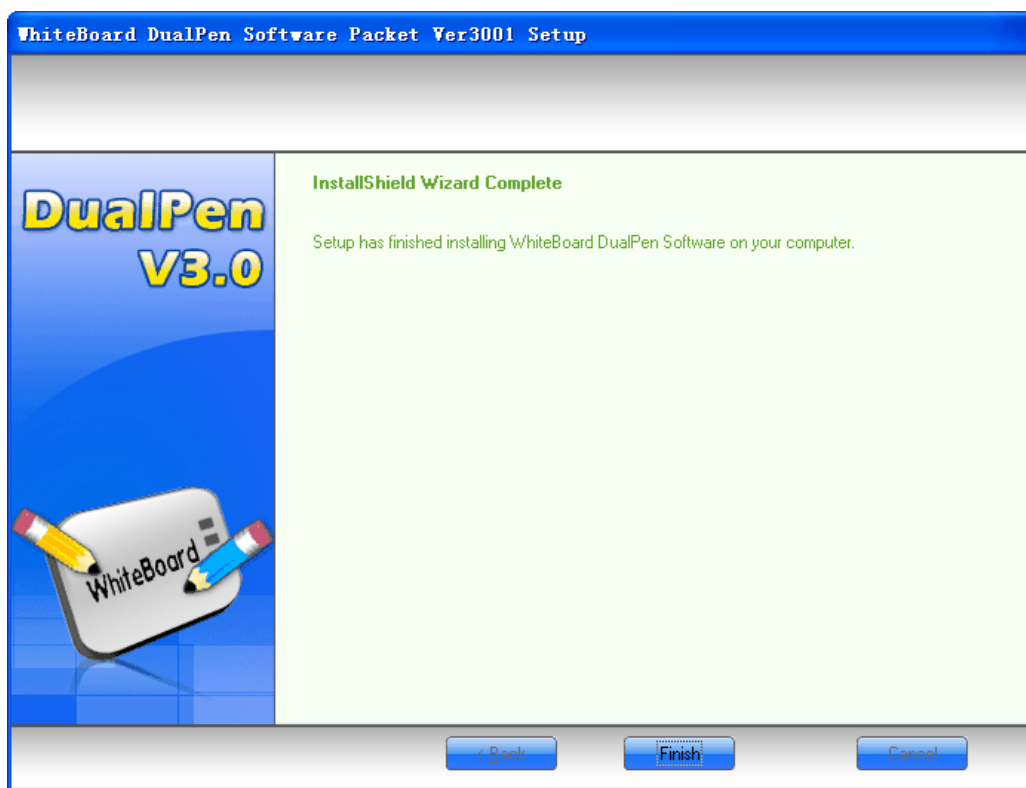 WhiteBoard DualPen Software Packet Ver3001 Setup
DualPen
V3.0
InstallShield Wizard Complete
Setup has finished installing WhiteBoard DualPen Software on your computer.
WhiteBoard
< Back
Finish
Cancel